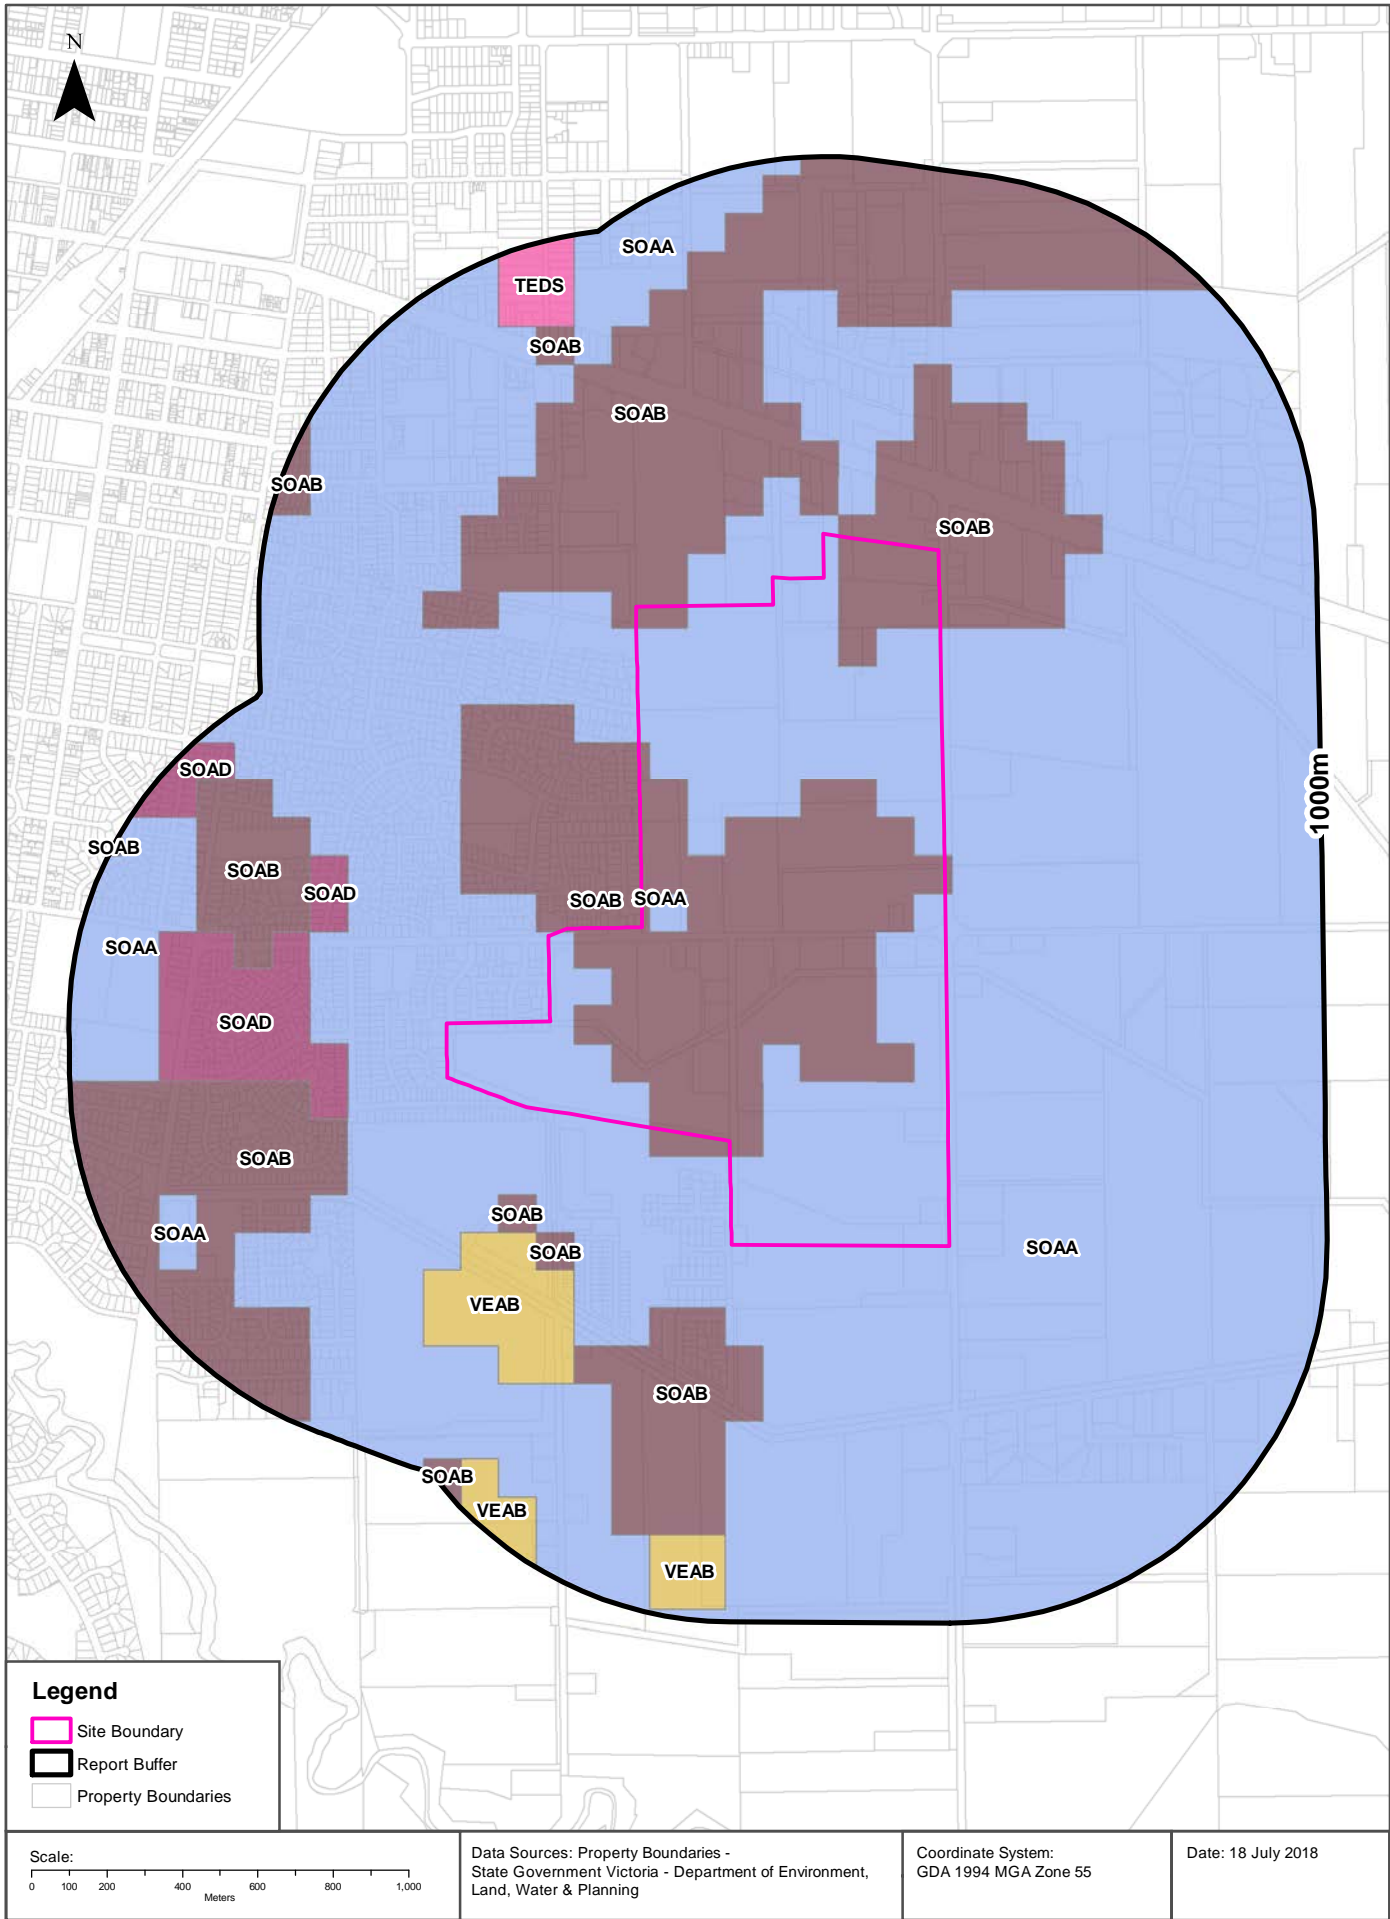 N
SOAA
TEDS
SOAB
SOAB
SOAB
SOAB
SOAD
1000m
SOAB
SOAB
SOAD
SOAB
SOAA
SOAA
SOAD
SOAB
SOAB
SOAA
SOAB
SOAA
VEAB
SOAB
SOAB
VEAB
VEAB
Legend
Site Boundary
Report Buffer
Property Boundaries
Scale:
0 100 200 400 600 800 1,000
Meters
Data Sources: Property Boundaries -
State Government Victoria - Department of Environment,
Land, Water & Planning
Coordinate System:
GDA 1994 MGA Zone 55
Date: 18 July 2018